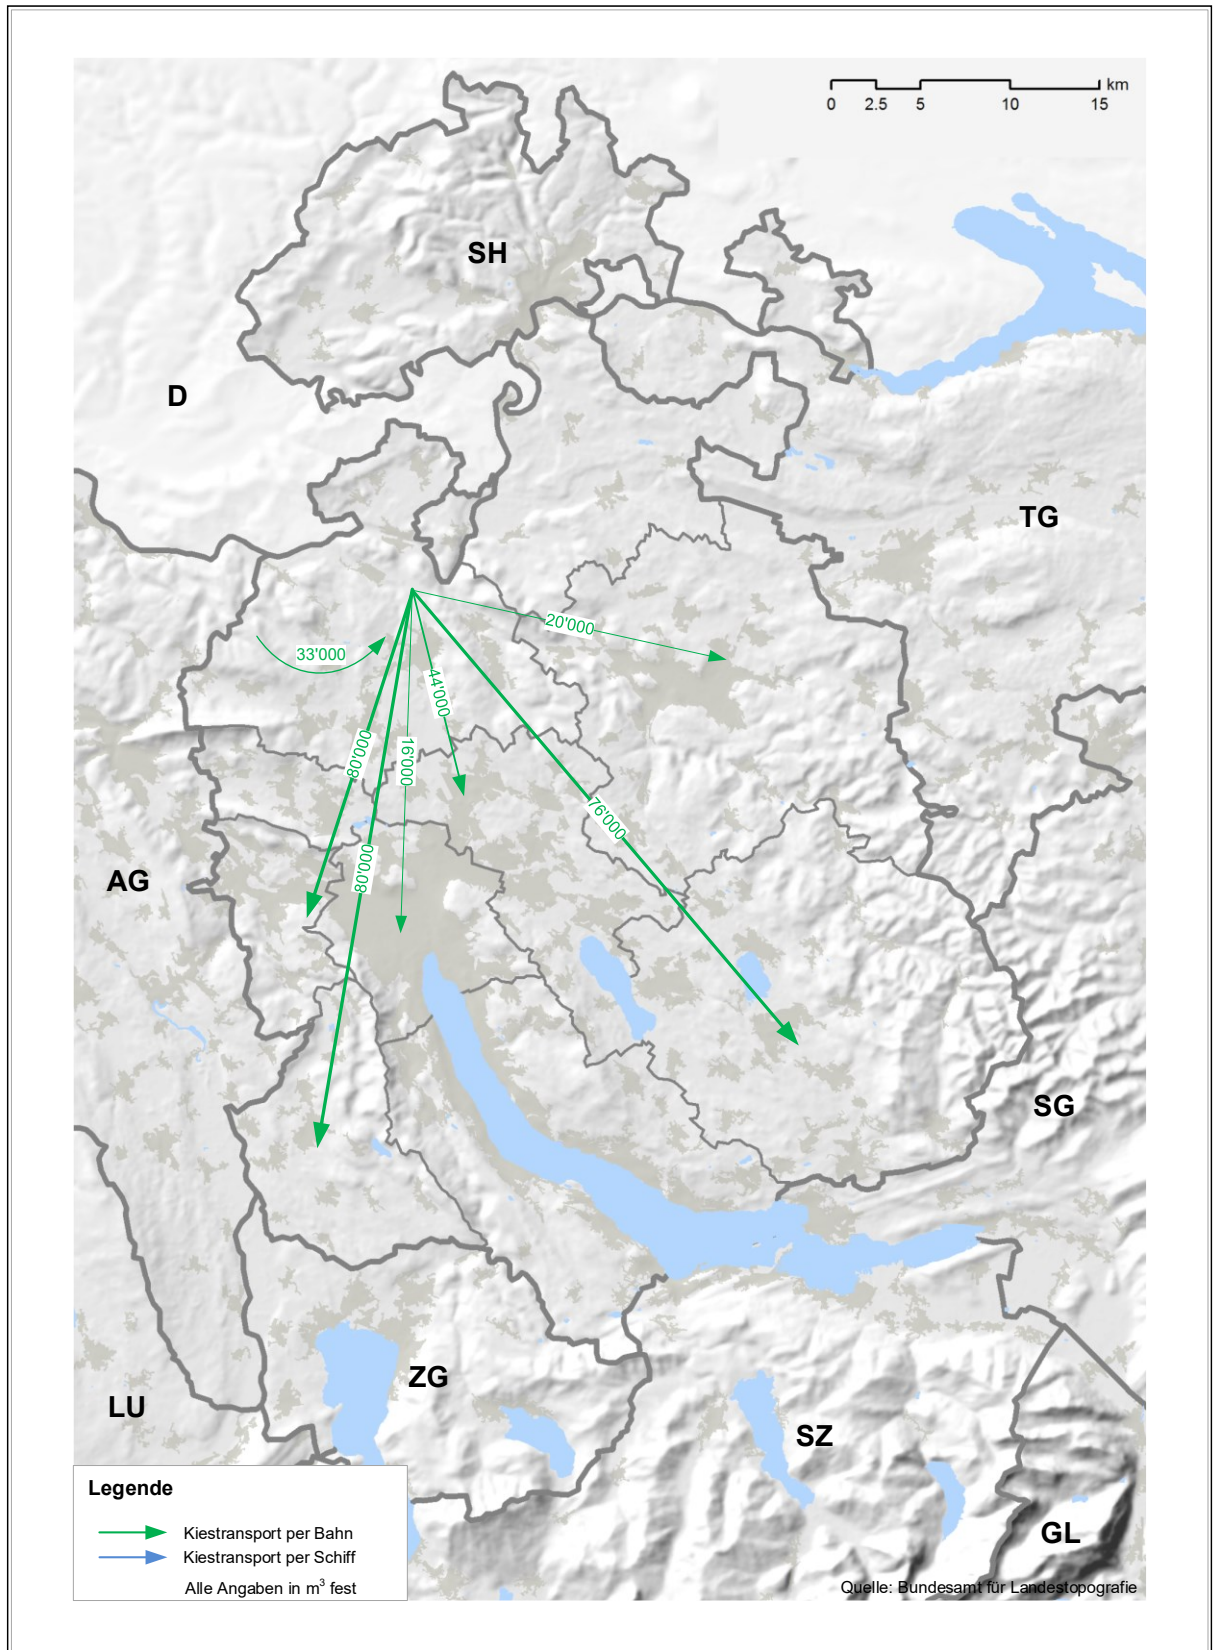 km
0 2.5 5 10 15
SH
D
TG
20'000
33'000
44'000
80'000
16'000
76'000
80'000
AG
SG
ZG
LU
SZ
GL
Legende
Kiestransport per Bahn
Kiestransport per Schiff
Alle Angaben in m³ fest
Quelle: Bundesamt für Landestopografie